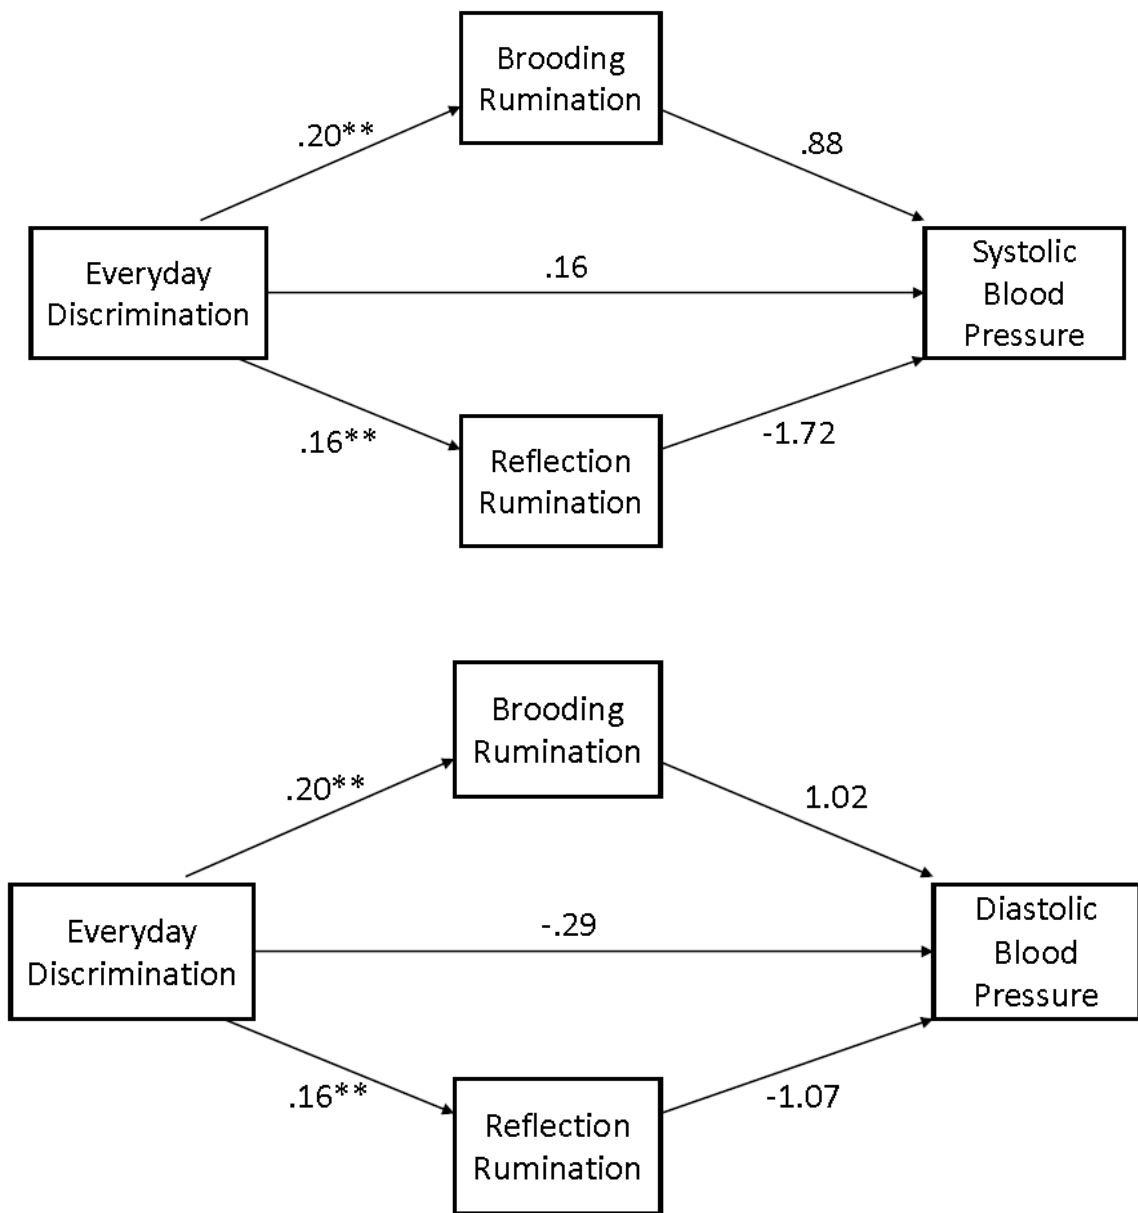 Brooding
Rumination
.20**
.88
Everyday
Discrimination
.16
Systolic
Blood
Pressure
.16**
-1.72
Reflection
Rumination
Brooding
Rumination
.20**
1.02
Everyday
Discrimination
-.29
Diastolic
Blood
Pressure
.16**
-1.07
Reflection
Rumination